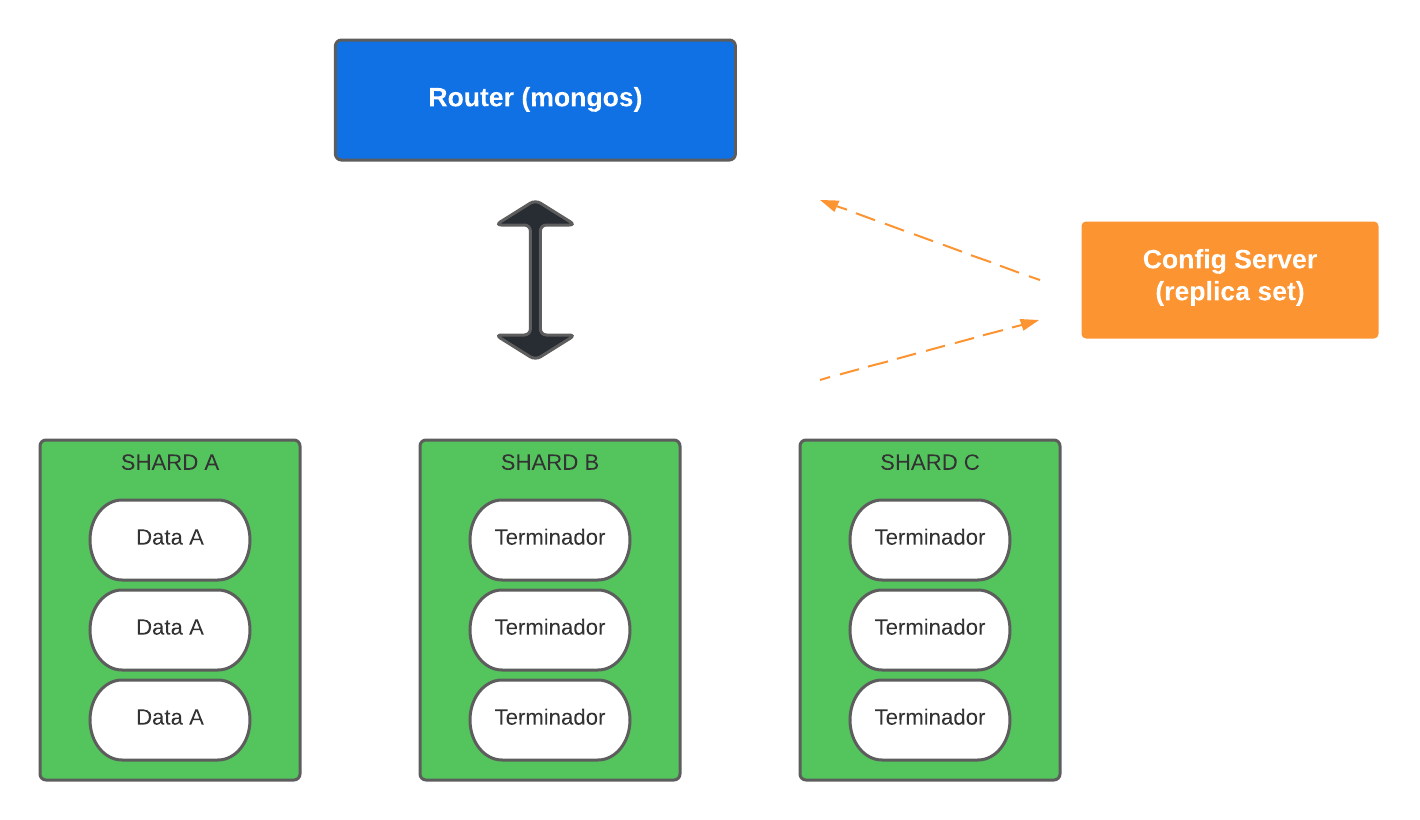 Router (mongos)
Config Server
(replica set)
SHARD A
Data A
Data A
Data A
SHARD B
Terminador
Terminador
Terminador
SHARD C
Terminador
Terminador
Terminador